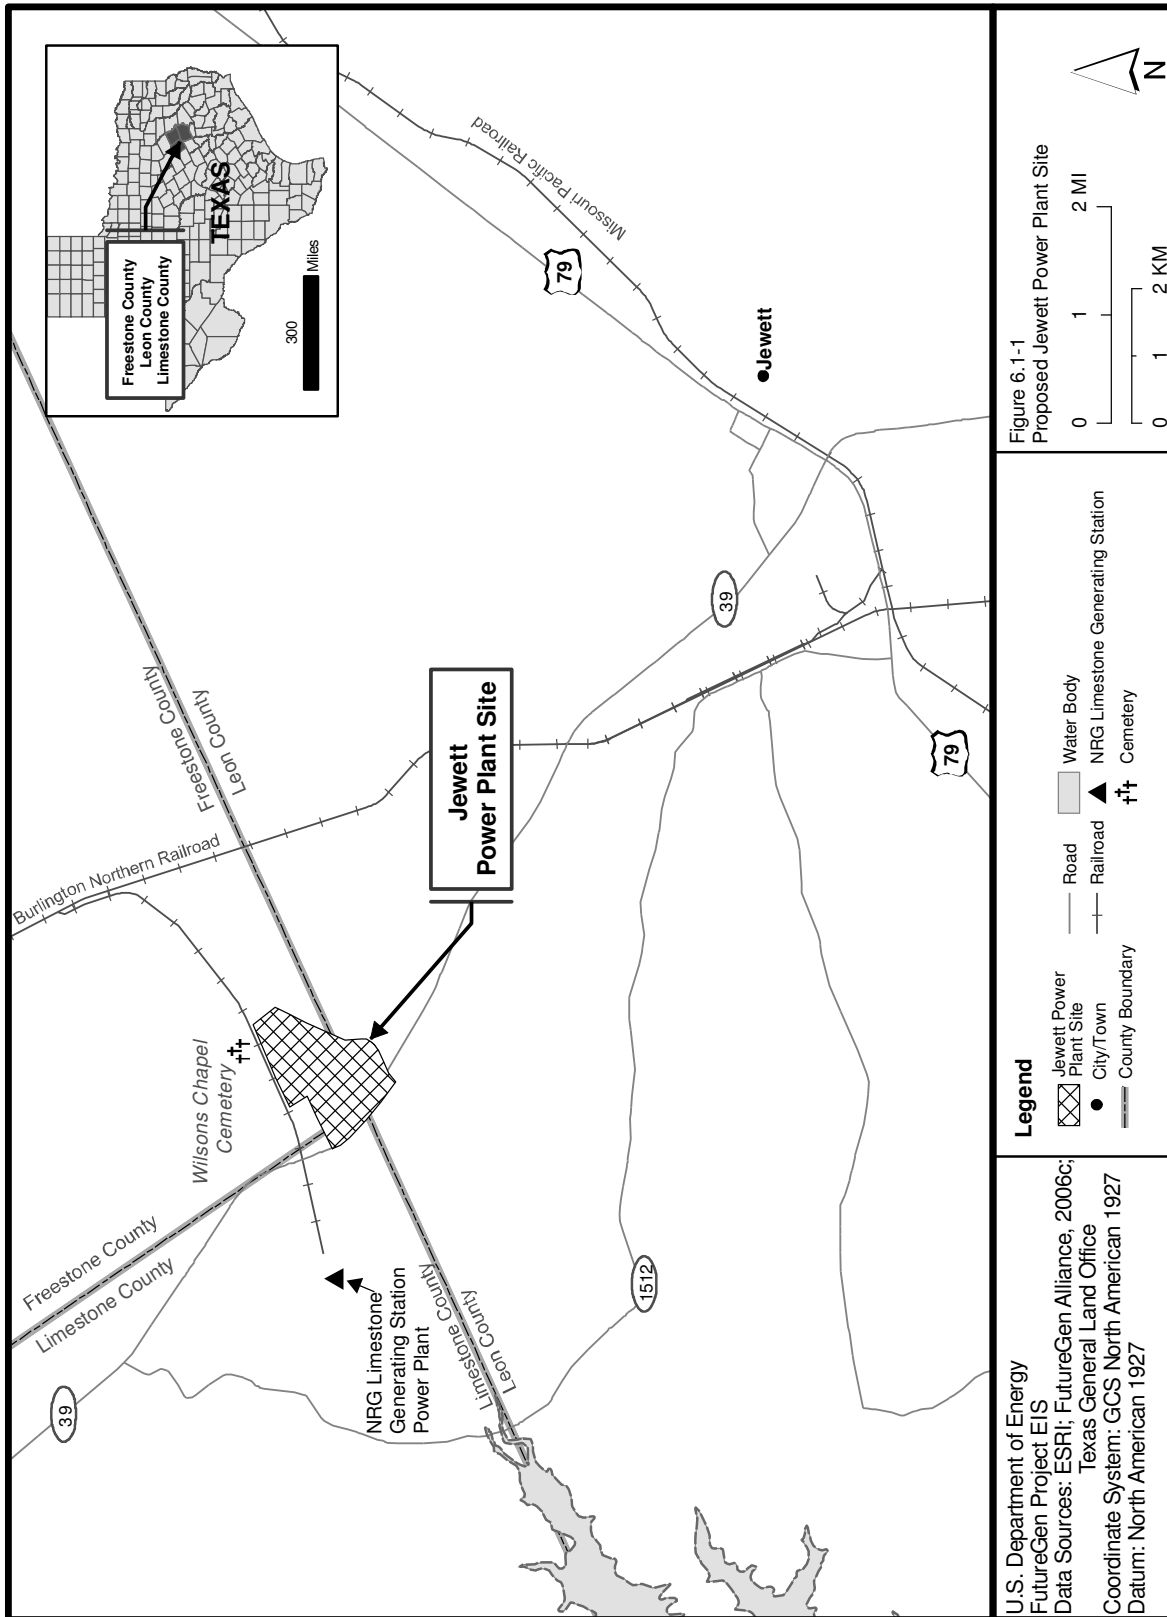 Freestone County
Leon County
Limestone County
TEXAS
300
Miles
Missouri Pacific Railroad
79
Jewett
39
Freestone County
Leon County
Burlington Northern Railroad
Jewett
Power Plant Site
Wilsons Chapel
Cemetery
Freestone County
Limestone County
39
NRG Limestone
Generating Station
Power Plant
Limestone County
Leon County
1512
79
U.S. Department of Energy
FutureGen Project EIS
Data Sources: ESRI; FutureGen Alliance, 2006c;
Texas General Land Office
Coordinate System: GCS North American 1927
Datum: North American 1927
Legend
Jewett Power
Plant Site
City/Town
County Boundary
Road
Railroad
Water Body
NRG Limestone Generating Station
Cemetery
Figure 6.1-1
Proposed Jewett Power Plant Site
0 1 2 MI
0 1 2 KM
N